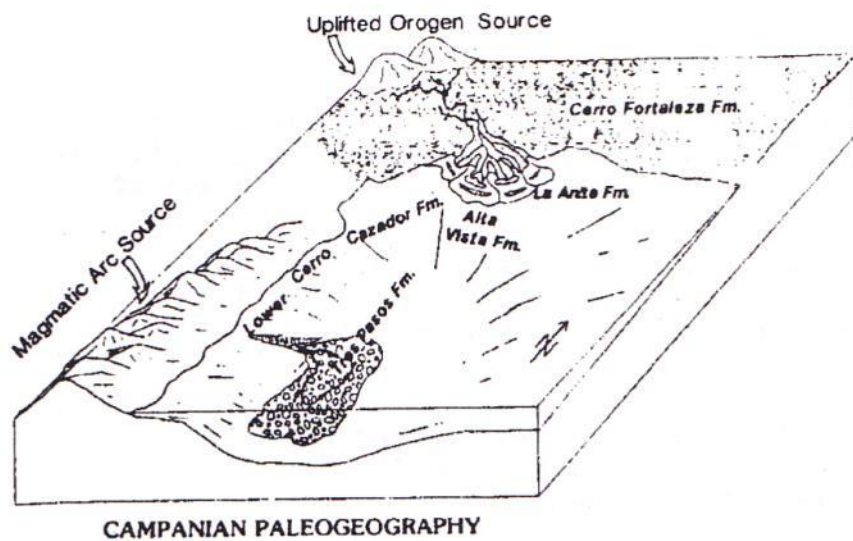 Uplifted Orogen Source
Cerro Fortaleza Fm.
La Anita Fm.
Alta
Vista Fm.
Magmatic Arc Source
Lower Cerro Cazador Fm.
Tres Pasos Fm.
N
CAMPANIAN PALEOGEOGRAPHY